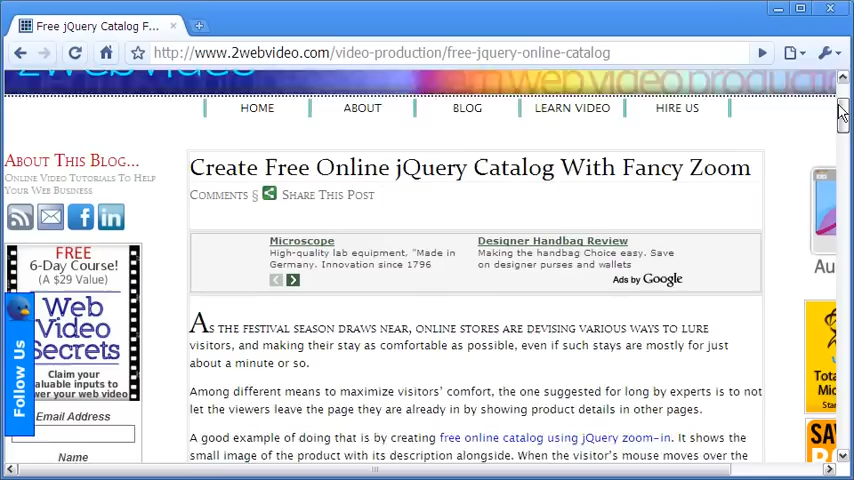 Free jQuery Catalog F...
http://www.2webvideo.com/video-production/free-jquery-online-catalog
HOME
ABOUT
BLOG
LEARN VIDEO
HIRE US
ABOUT THIS BLOG...
ONLINE VIDEO TUTORIALS TO HELP
YOUR WEB BUSINESS
FREE
6-Day Course!
(A $29 Value)
Web
Video
Secrets
Claim your
aluable inputs to
wer your web video
Email Address
Name
Follow Us
Create Free Online jQuery Catalog With Fancy Zoom
COMMENTS § SHARE THIS POST
Microscope
High-quality lab equipment, "Made in
Germany. Innovation since 1796
Designer Handbag Review
Making the handbag Choice easy. Save
on designer purses and wallets
Ads by Google
AS THE FESTIVAL SEASON DRAWS NEAR, ONLINE STORES ARE DEVISING VARIOUS WAYS TO LURE
visitors, and making their stay as comfortable as possible, even if such stays are mostly for just
about a minute or so.
Among different means to maximize visitors' comfort, the one suggested for long by experts is to not
let the viewers leave the page they are already in by showing product details in other pages.
A good example of doing that is by creating free online catalog using jQuery zoom-in. It shows the
small image of the product with its description alongside. When the visitor's mouse moves over the
Au
Tota
M
SAV